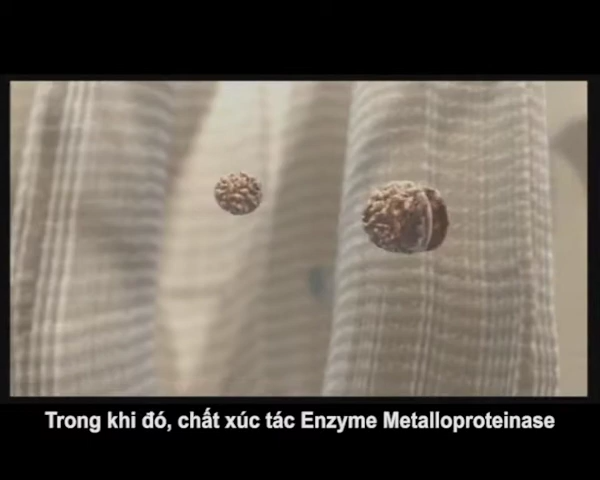 Trong khi đó, chất xúc tác Enzyme Metalloproteinase